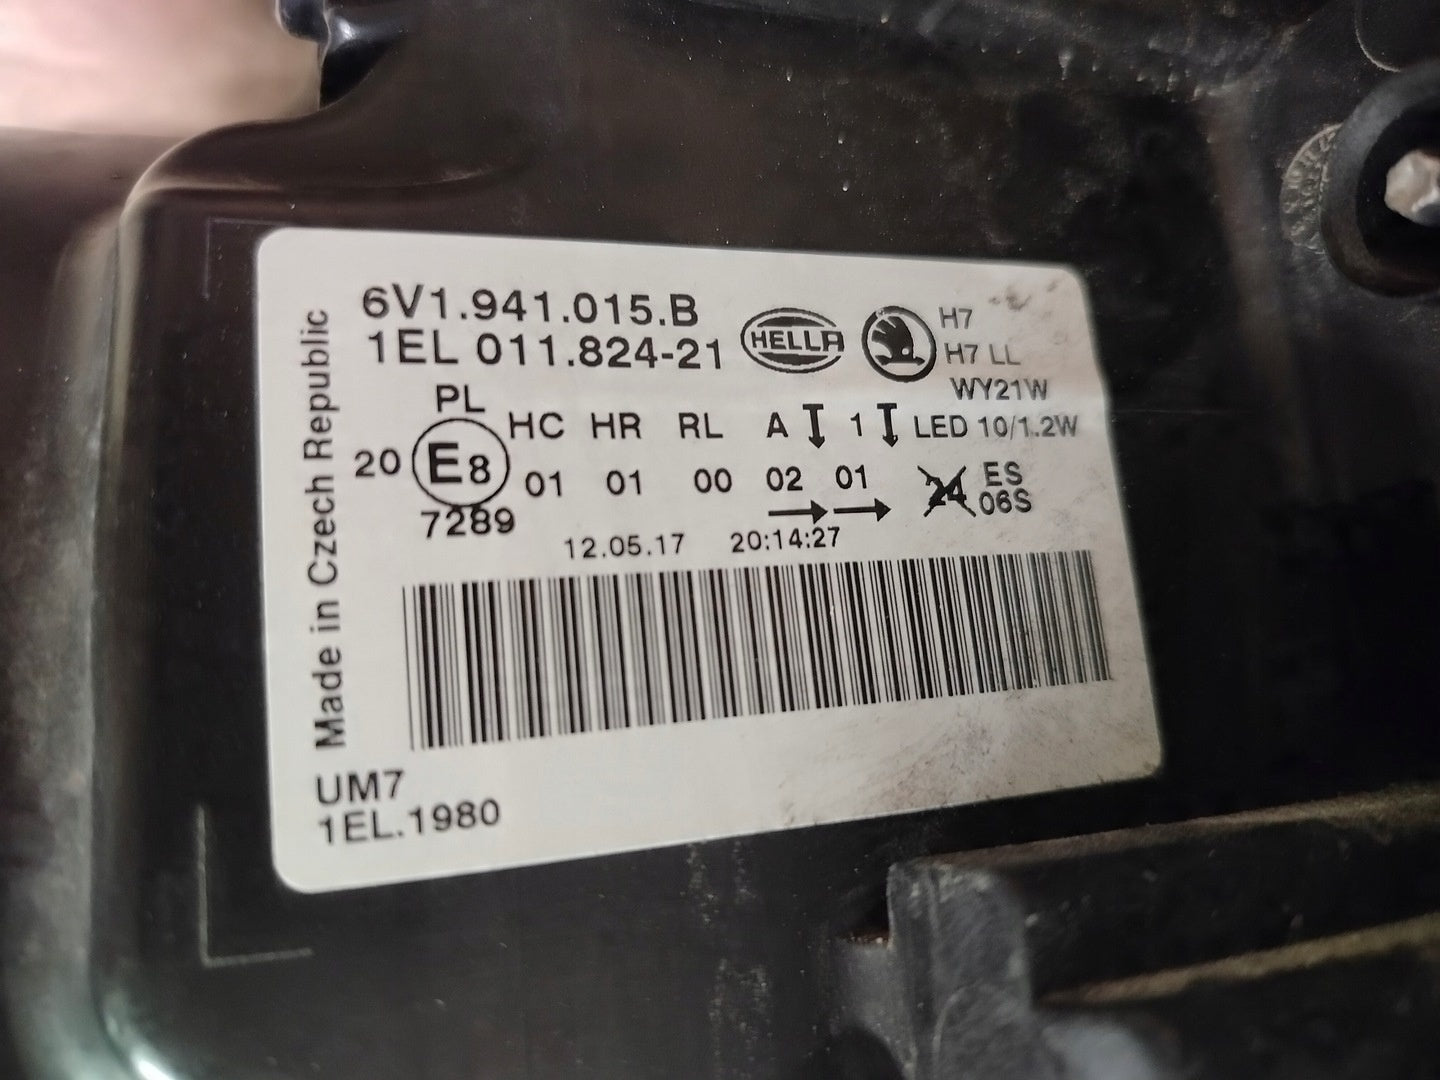 6V1.941.015.B
1EL 011.824-21
HELLA
H7
H7 LL
WY21W
LED 10/1.2W
PL
20 E8
7289
HC HR RL A 1
01 01 00 02 01
ES
06S
12.05.17 20:14:27
Made in Czech Republic
UM7
1EL.1980